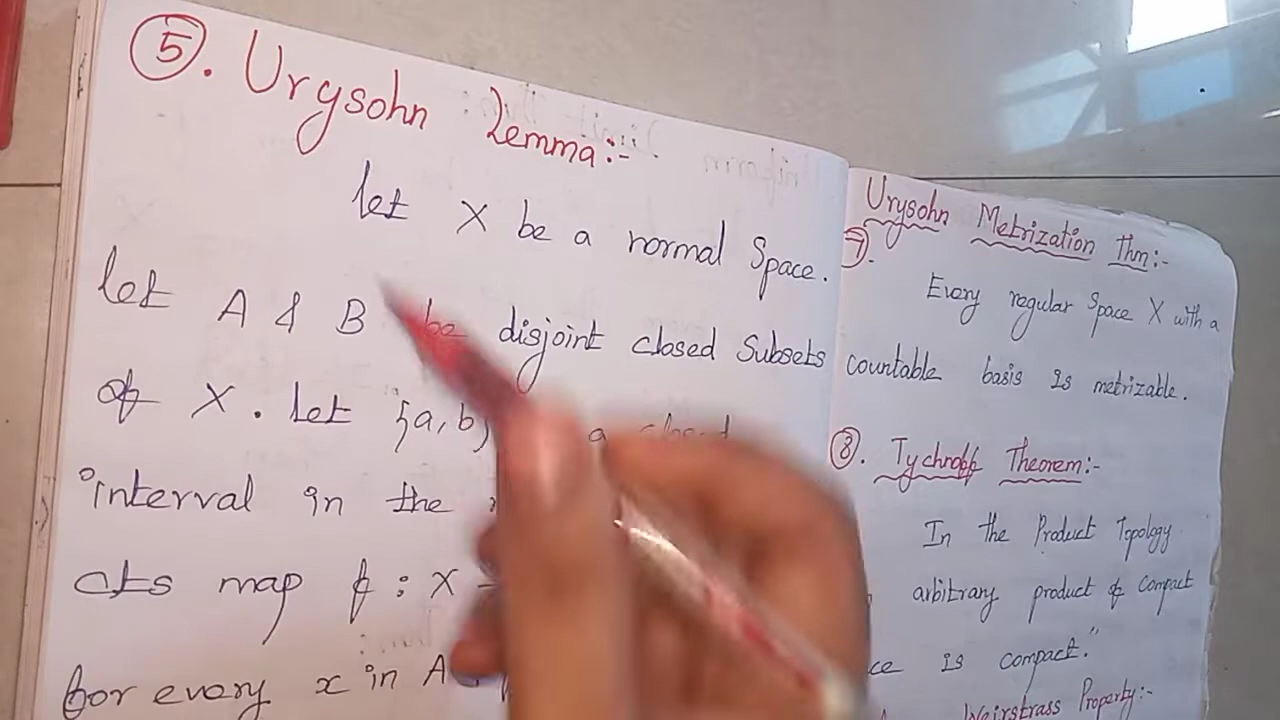 5. Urysohn Lemma:-
let X be a normal Space.
let A & B be disjoint closed Subsets
of X. let {a,b} a closed
interval in the
cts map f: X
for every x in A
Urysohn Metrization Thm:-
7.
Every regular Space X with a
countable basis is metrizable.
8. Tychnoff Theorem:-
In the Product Topology
arbitrary product of compact
is compact."
Weirstrass Property:-